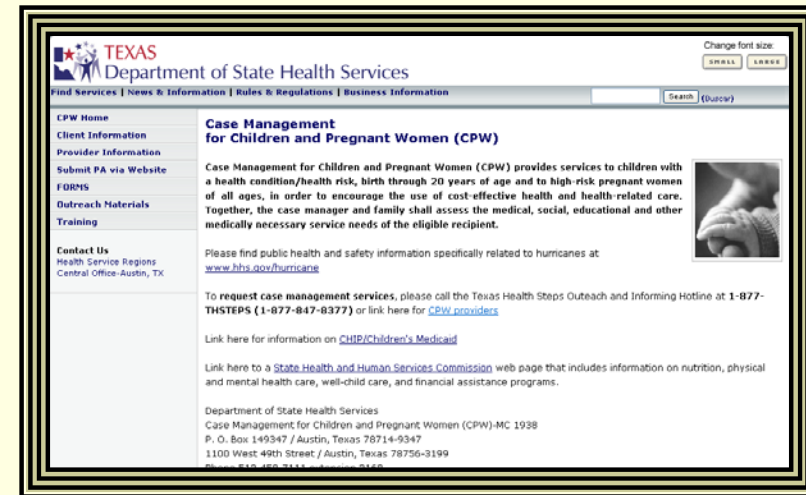 Change font size:
TEXAS
Department of State Health Services
SMALL LARGE
Find Services | News & Information | Rules & Regulations | Business Information
Search (Buscar)
CPW Home
Client Information
Provider Information
Submit PA via Website
FORMS
Outreach Materials
Training
Contact Us
Health Service Regions
Central Office-Austin, TX
Case Management
for Children and Pregnant Women (CPW)
Case Management for Children and Pregnant Women (CPW) provides services to children with
a health condition/health risk, birth through 20 years of age and to high-risk pregnant women
of all ages, in order to encourage the use of cost-effective health and health-related care.
Together, the case manager and family shall assess the medical, social, educational and other
medically necessary service needs of the eligible recipient.
Please find public health and safety information specifically related to hurricanes at
www.hhs.gov/hurricane
To request case management services, please call the Texas Health Steps Outeach and Informing Hotline at 1-877-
THSTEPS (1-877-847-8377) or link here for CPW providers
Link here for information on CHIP/Children's Medicaid
Link here to a State Health and Human Services Commission web page that includes information on nutrition, physical
and mental health care, well-child care, and financial assistance programs.
Department of State Health Services
Case Management for Children and Pregnant Women (CPW)-MC 1938
P. O. Box 149347 / Austin, Texas 78714-9347
1100 West 49th Street / Austin, Texas 78756-3199